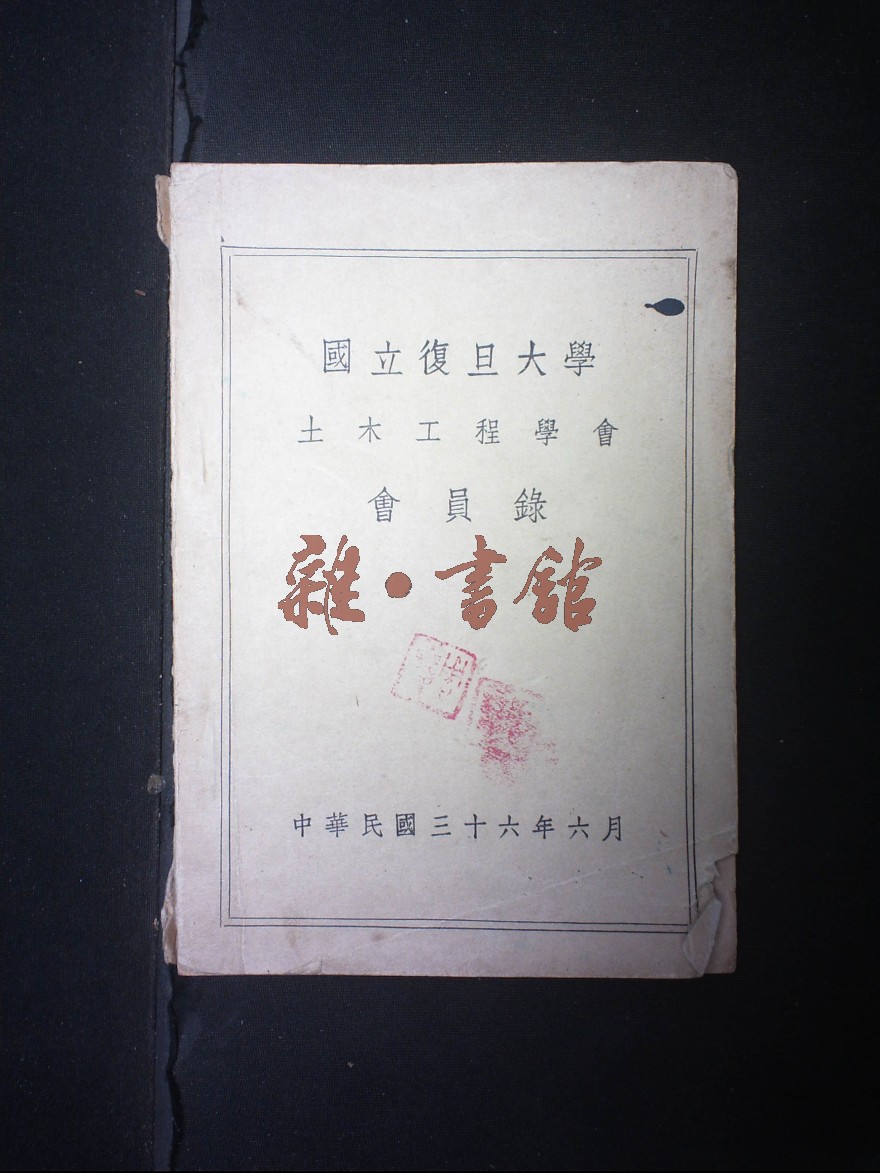 國立復旦大學
土木工程學會
會員錄
雜·書館
中華民國三十六年六月